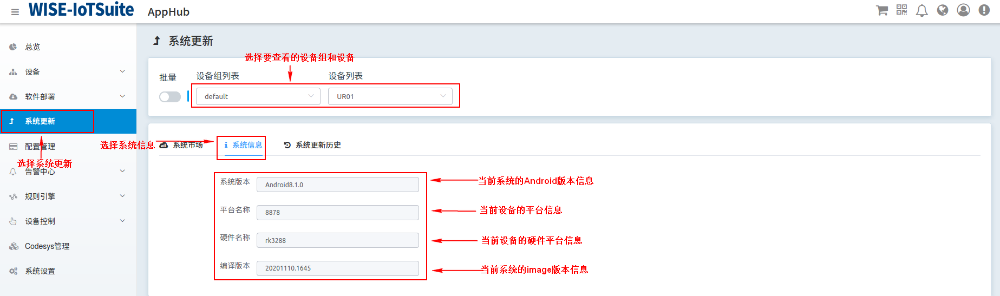 WISE-IoTSuite AppHub
总览
设备
软件部署
系统更新
配置管理
选择系统更新
告警中心
规则引擎
设备控制
Codesys管理
系统设置
系统更新
选择要查看的设备组和设备
批量 设备组列表 设备列表
default UR01
选择系统信息
系统市场 系统信息 系统更新历史
系统版本 Android8.1.0 当前系统的Android版本信息
平台名称 8878 当前设备的平台信息
硬件名称 rk3288 当前设备的硬件平台信息
编译版本 20201110.1645 当前系统的image版本信息